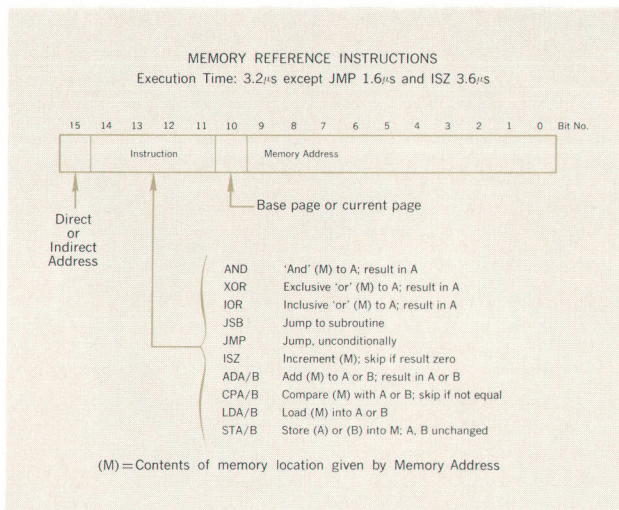 MEMORY REFERENCE INSTRUCTIONS
Execution Time: 3.2μs except JMP 1.6μs and ISZ 3.6μs
15 14 13 12 11 10 9 8 7 6 5 4 3 2 1 0 Bit No.
Instruction Memory Address
Base page or current page
Direct
or
Indirect
Address
AND 'And' (M) to A; result in A
XOR Exclusive 'or' (M) to A; result in A
IOR Inclusive 'or' (M) to A; result in A
JSB Jump to subroutine
JMP Jump, unconditionally
ISZ Increment (M); skip if result zero
ADA/B Add (M) to A or B; result in A or B
CPA/B Compare (M) with A or B; skip if not equal
LDA/B Load (M) into A or B
STA/B Store (A) or (B) into M; A, B unchanged
(M)=Contents of memory location given by Memory Address